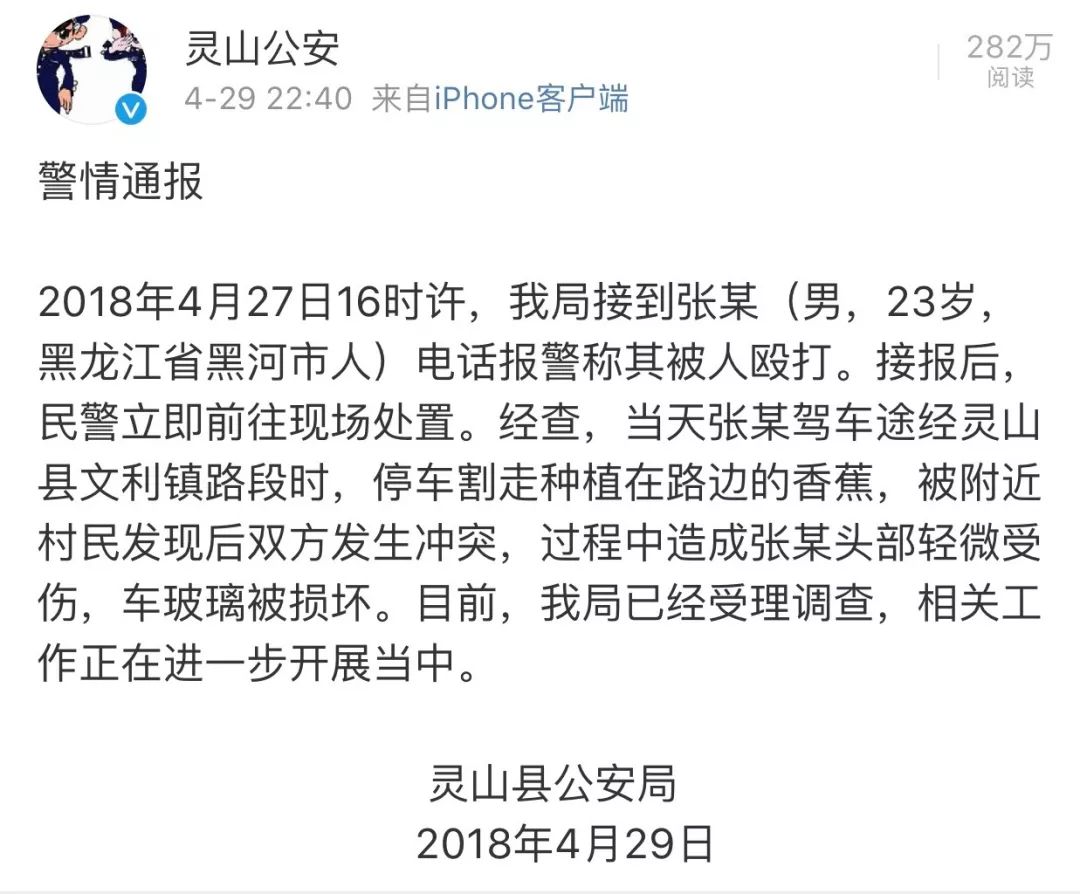 灵山公安
282万
阅读
4-29 22:40 来自iPhone客户端
警情通报
2018年4月27日16时许，我局接到张某（男，23岁，
黑龙江省黑河市人）电话报警称其被人殴打。接报后，
民警立即前往现场处置。经查，当天张某驾车途经灵山
县文利镇路段时，停车割走种植在路边的香蕉，被附近
村民发现后双方发生冲突，过程中造成张某头部轻微受
伤，车玻璃被损坏。目前，我局已经受理调查，相关工
作正在进一步开展当中。
灵山县公安局
2018年4月29日